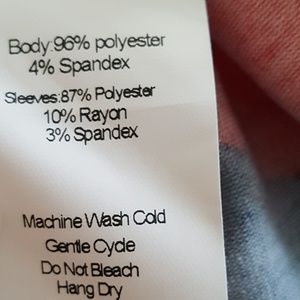 Body:96% polyester
4% Spandex
Sleeves:87% Polyester
10% Rayon
3% Spandex
Machine Wash Cold
Gentle Cycle
Do Not Bleach
Hang Dry